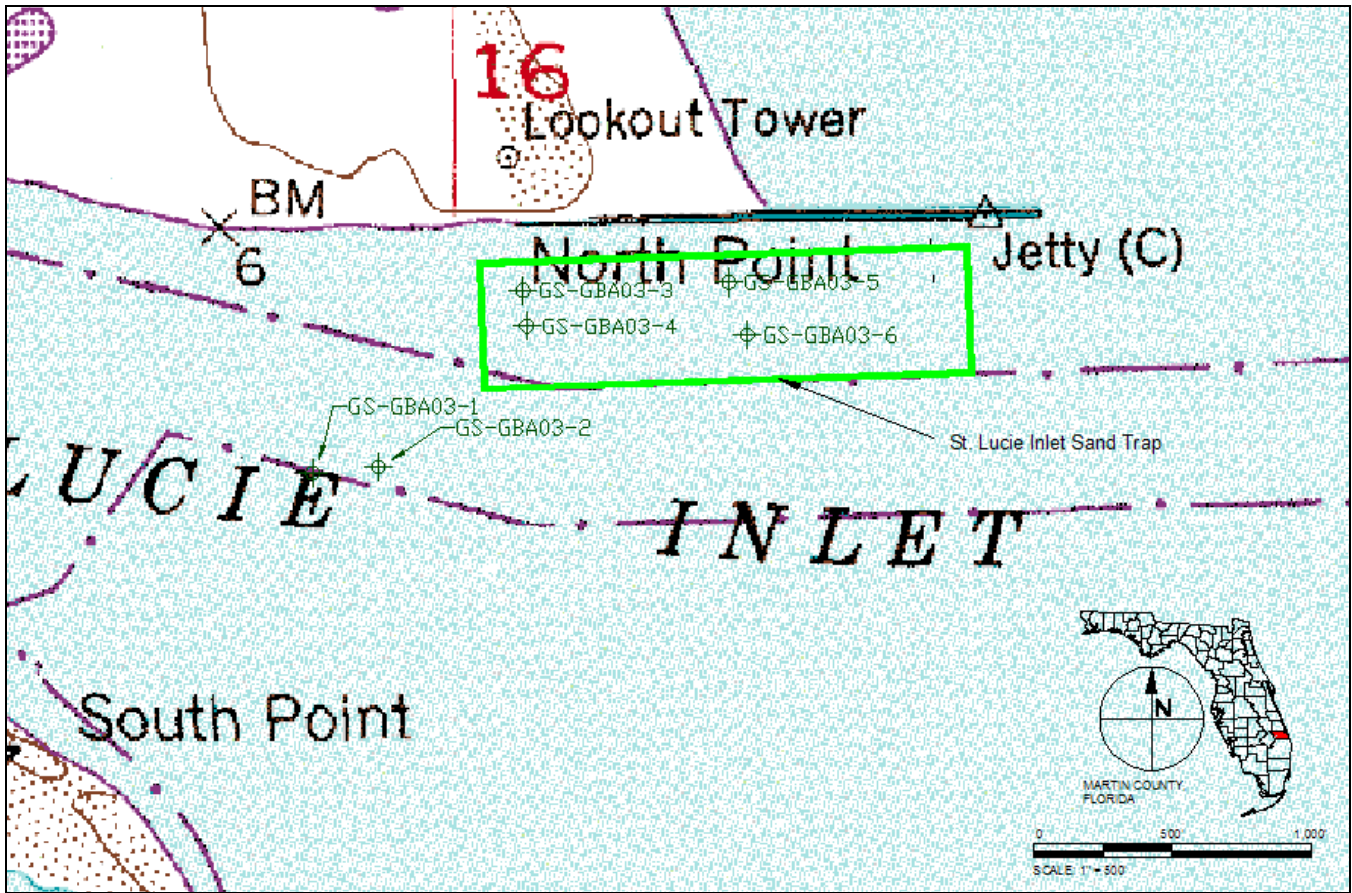 16
Lookout Tower
BM
6
North Point
Jetty (C)
GS-GBA03-3
GS-GBA03-5
GS-GBA03-4
GS-GBA03-6
GS-GBA03-1
GS-GBA03-2
St. Lucie Inlet Sand Trap
LUCIE INLET
South Point
N
MARTIN COUNTY
FLORIDA
0 500 1,000
SCALE: 1" = 500